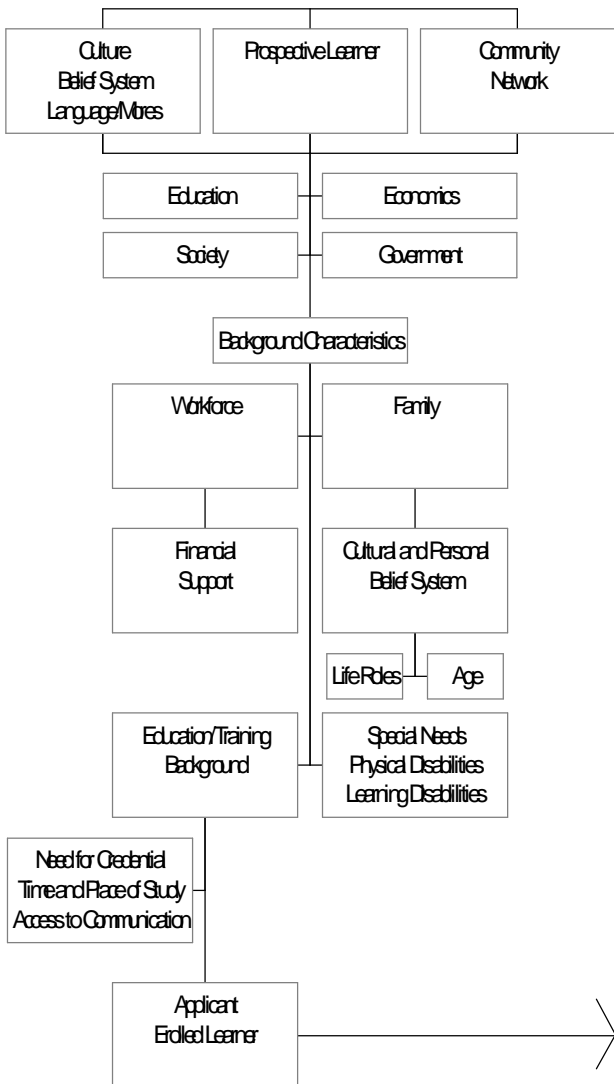 Culture
Belief System
Language/Mores
Prospective Learner
Community
Network
Education
Economics
Society
Government
Background Characteristics
Workforce
Family
Financial
Support
Cultural and Personal
Belief System
Life Roles
Age
Education/Training
Background
Special Needs
Physical Disabilities
Learning Disabilities
Need for Credential
Time and Place of Study
Access to Communication
Applicant
Erolled Learner